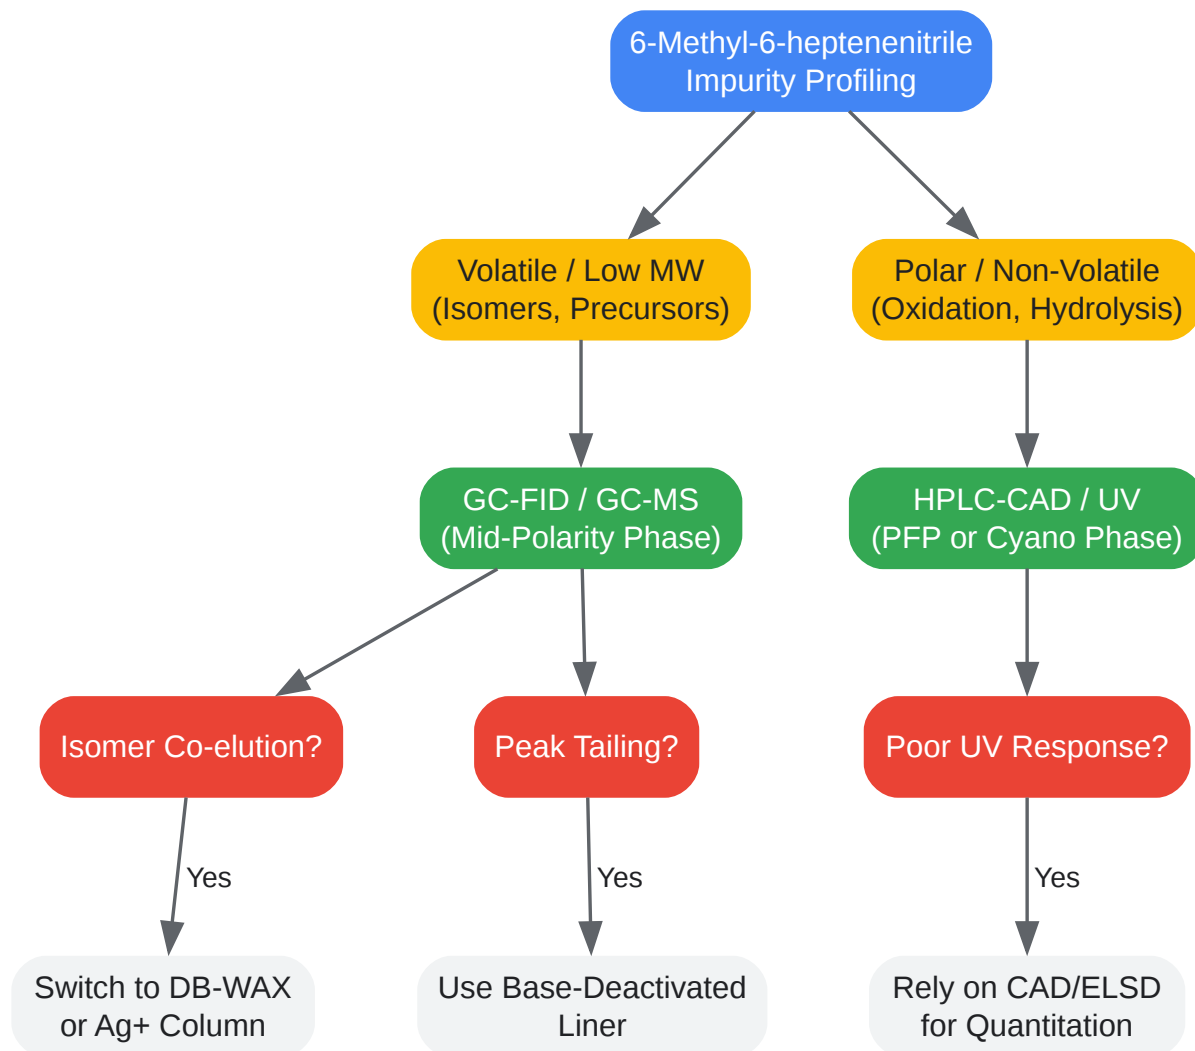 6-Methyl-6-heptenenitrile
Impurity Profiling
Volatile / Low MW
(Isomers, Precursors)
Polar / Non-Volatile
(Oxidation, Hydrolysis)
GC-FID / GC-MS
(Mid-Polarity Phase)
HPLC-CAD / UV
(PFP or Cyano Phase)
Isomer Co-elution?
Peak Tailing?
Poor UV Response?
Yes
Yes
Yes
Switch to DB-WAX
or Ag+ Column
Use Base-Deactivated
Liner
Rely on CAD/ELSD
for Quantitation